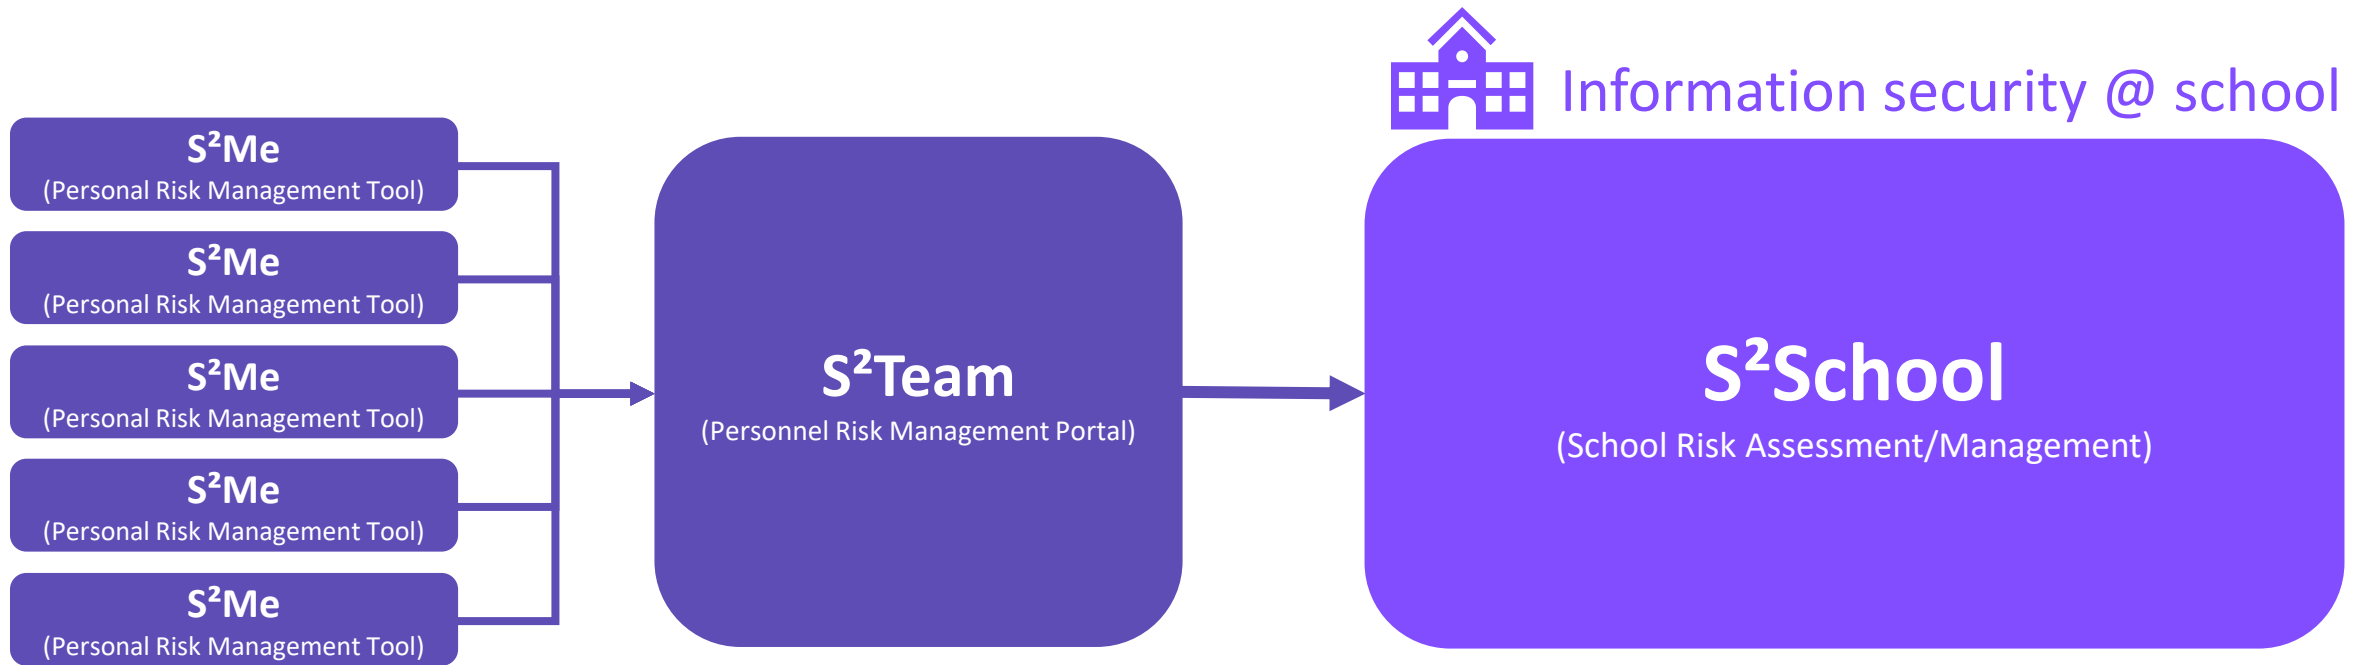 Information security @ school
S²Me
(Personal Risk Management Tool)
S²Me
(Personal Risk Management Tool)
S²Me
(Personal Risk Management Tool)
S²Me
(Personal Risk Management Tool)
S²Me
(Personal Risk Management Tool)
S²Team
(Personnel Risk Management Portal)
S²School
(School Risk Assessment/Management)